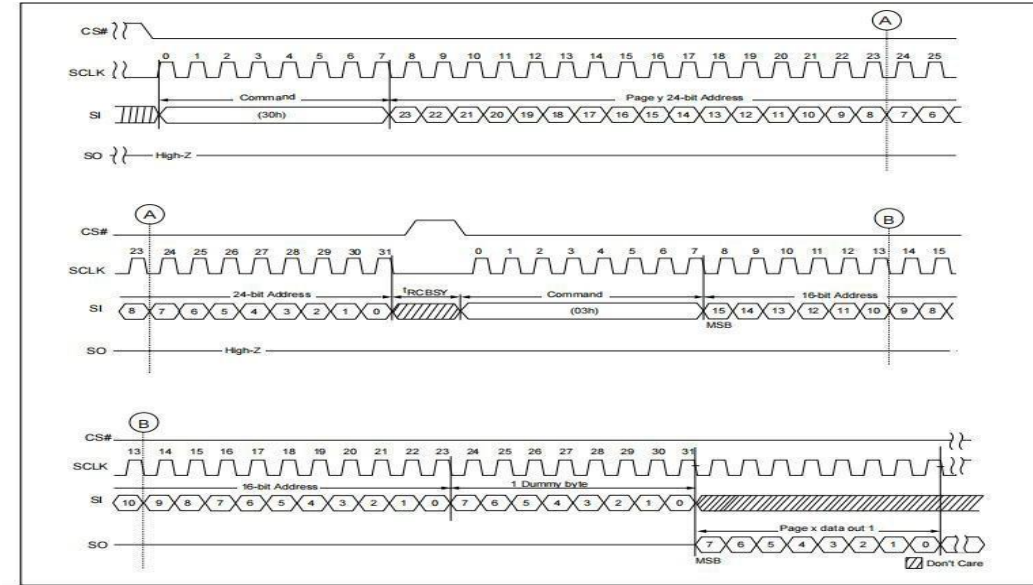 A
CS#
0 1 2 3 4 5 6 7 8 9 10 11 12 13 14 15 16 17 18 19 20 21 22 23 24 25
SCLK
Command Page y 24-bit Address
SI (30h) 23 22 21 20 19 18 17 16 15 14 13 12 11 10 9 8 7 6
SO High-Z
A B
CS#
23 24 25 26 27 28 29 30 31 0 1 2 3 4 5 6 7 8 9 10 11 12 13 14 15
SCLK
24-bit Address tRCBSY Command 16-bit Address
SI 8 7 6 5 4 3 2 1 0 (03h) 15 14 13 12 11 10 9 8
MSB
SO High-Z
B
CS#
13 14 15 16 17 18 19 20 21 22 23 24 25 26 27 28 29 30 31
SCLK
16-bit Address 1 Dummy byte
SI 10 9 8 7 6 5 4 3 2 1 0 7 6 5 4 3 2 1 0
Page x data out 1
SO 7 6 5 4 3 2 1 0
MSB Don't Care